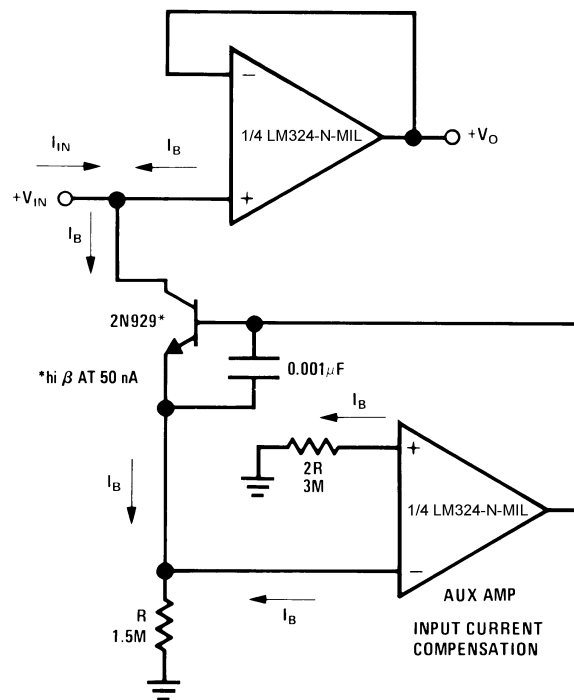 1/4 LM324-N-MIL
+V_O
I_IN
I_B
+V_IN
I_B
2N929*
*hi β AT 50 nA
0.001μF
I_B
2R
3M
1/4 LM324-N-MIL
I_B
AUX AMP
I_B
R
1.5M
INPUT CURRENT
COMPENSATION